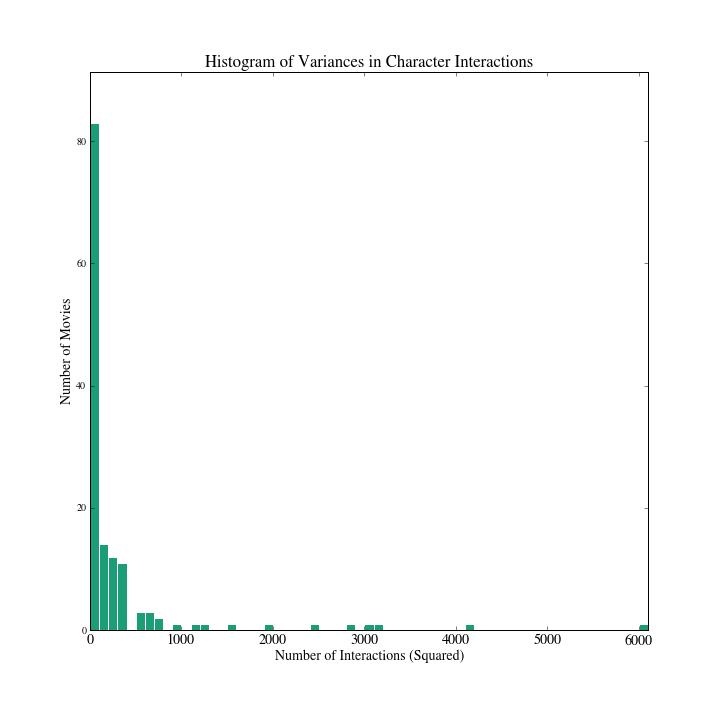 Histogram of Variances in Character Interactions
80
60
40
20
0
Number of Movies
0 1000 2000 3000 4000 5000 6000
Number of Interactions (Squared)